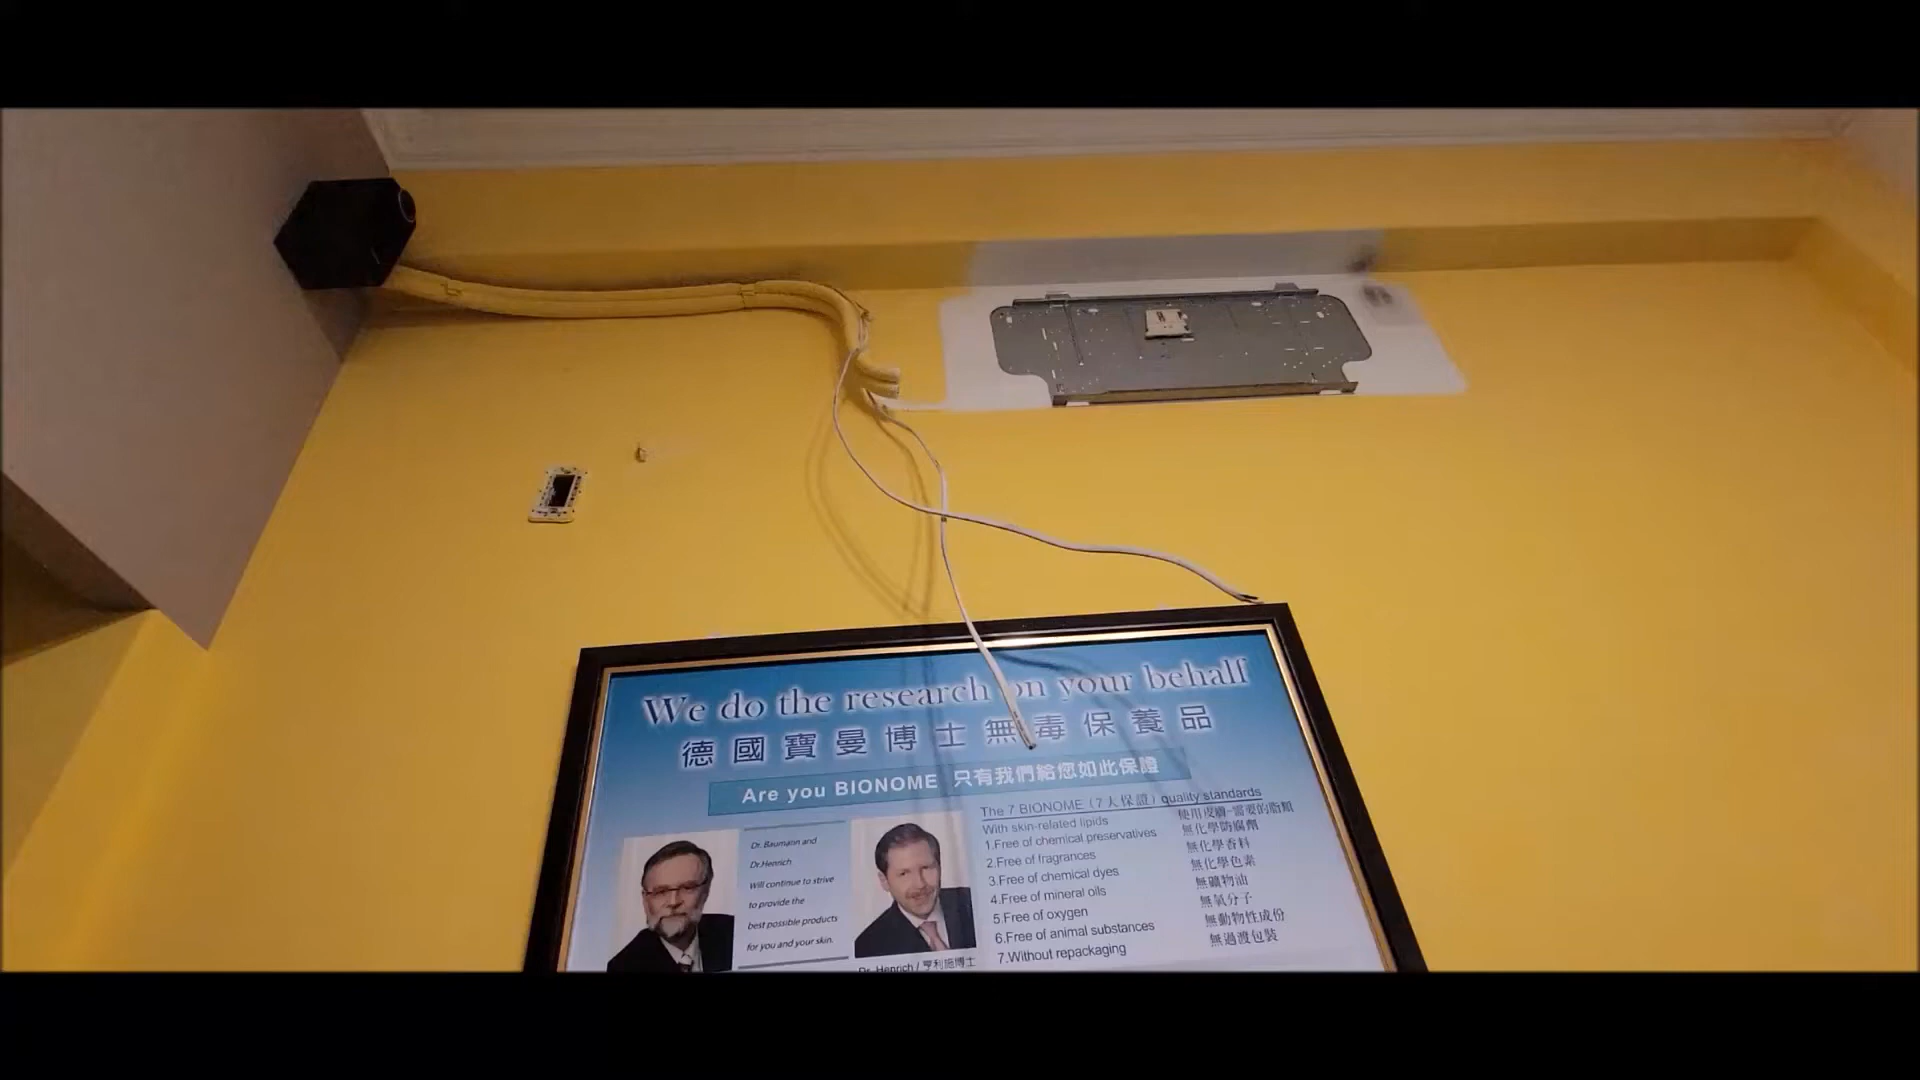 We do the research on your behalf
德國寶曼博士無毒保養品
Are you BIONOME 只有我們給您如此保證
Dr. Baumann and
Dr.Henrich
Will continue to strive
to provide the
best possible products
for you and your skin.
Dr. Henrich / 亨利施博士
The 7 BIONOME (7大保證) quality standards
With skin-related lipids 使用皮膚-需要的脂類
1.Free of chemical preservatives 無化學防腐劑
2.Free of fragrances 無化學香料
3.Free of chemical dyes 無化學色素
4.Free of mineral oils 無礦物油
5.Free of oxygen 無氧分子
6.Free of animal substances 無動物性成份
7.Without repackaging 無過渡包裝